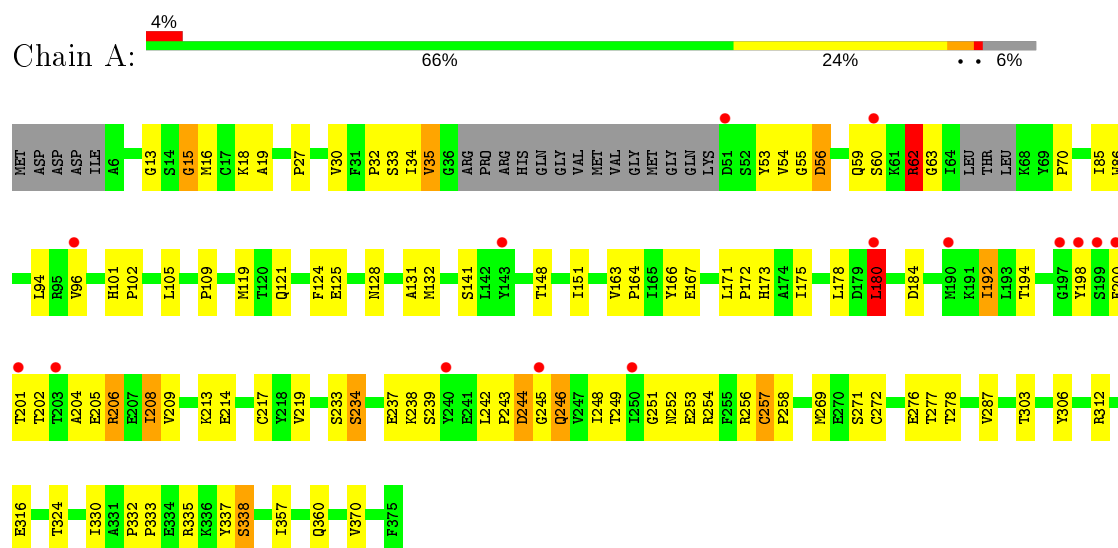 4%
Chain A:
66% 24% • • 6%
MET ASP ASP ASP ILE A6 G13 S14 G15 M16 C17 K18 A19 P27 V30 F31 P32 S33 I34 V35 G36 ARG PRO ARG HIS GLN GLY VAL MET VAL GLY MET GLY GLN LYS D51 S52 Y53 V54 G55 D56 Q59 S60 K61 R62 G63 I64 LEU THR LEU K68 Y69 P70 I85 W86
L94 R95 V96 H101 P102 L105 P109 M119 T120 Q121 F124 E125 N128 A131 M132 S141 L142 Y143 T148 I151 V163 P164 I165 Y166 E167 L171 P172 H173 A174 I175 L178 D179 L180 D184 M190 K191 I192 L193 T194 G197 Y198 S199 F200
T201 T202 T203 A204 E205 R206 E207 I208 V209 K213 E214 C217 Y218 V219 S233 S234 E237 K238 S239 Y240 E241 L242 P243 D244 G245 Q246 V247 I248 T249 I250 G251 N252 E253 R254 F255 R256 C257 P258 M269 E270 S271 C272 E276 T277 T278 V287 T303 Y306 R312
E316 T324 I330 A331 P332 P333 E334 R335 K336 Y337 S338 I357 Q360 V370 F375